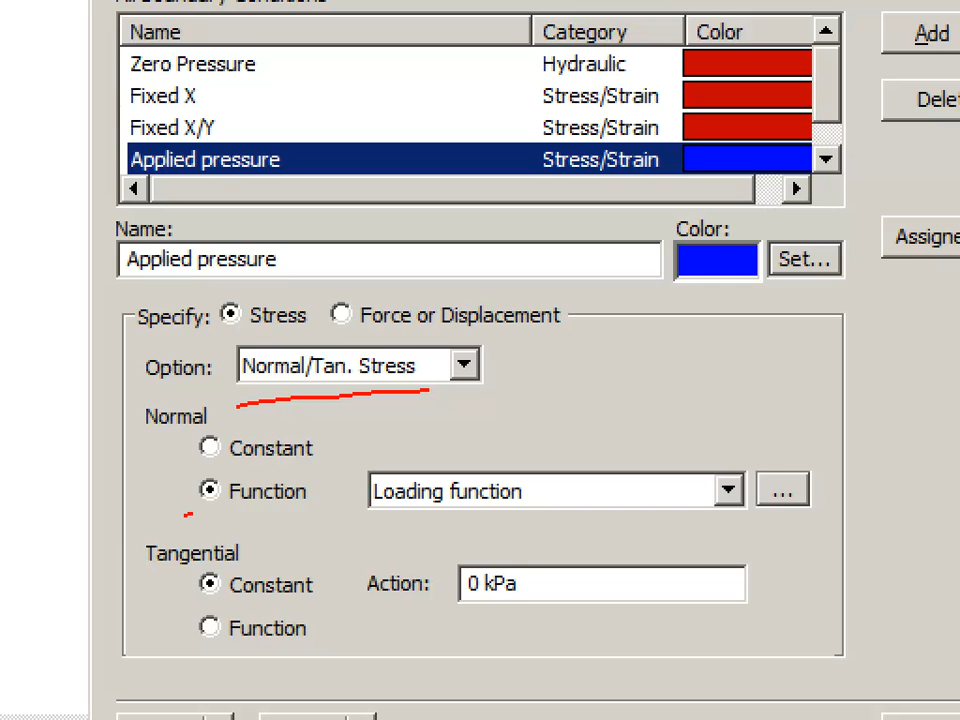 Name Category Color
Zero Pressure Hydraulic
Fixed X Stress/Strain
Fixed X/Y Stress/Strain
Applied pressure Stress/Strain
Add
Name: Color:
Applied pressure Set...
Specify: Stress Force or Displacement
Option: Normal/Tan. Stress
Normal
Constant
Function Loading function ...
Tangential
Constant Action: 0 kPa
Function